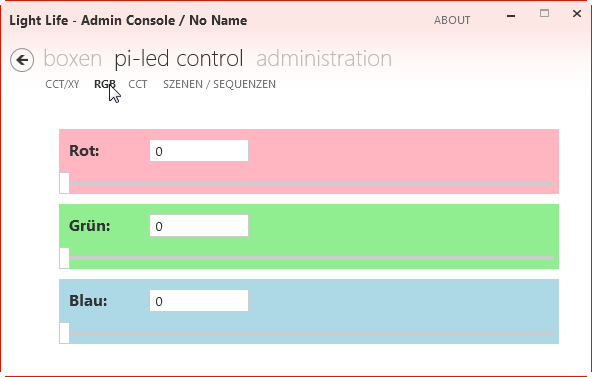 Light Life - Admin Console / No Name
ABOUT
boxen pi-led control administration
CCT/XY RGB CCT SZENEN / SEQUENZEN
Rot: 0
Grün: 0
Blau: 0